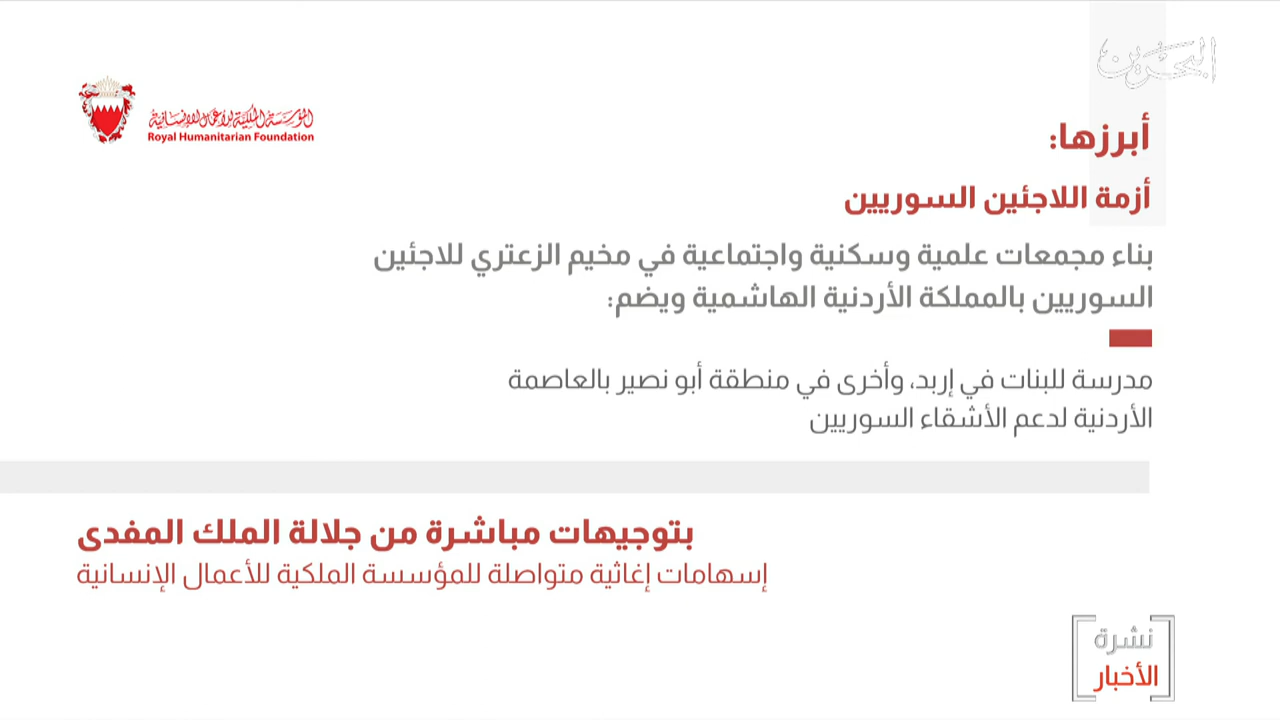 البحرين
المؤسسة الملكية للأعمال الإنسانية
Royal Humanitarian Foundation
أبرزها:
أزمة اللاجئين السوريين
بناء مجمعات علمية وسكنية واجتماعية في مخيم الزعتري للاجئين
السوريين بالمملكة الأردنية الهاشمية ويضم:
مدرسة للبنات في إربد، وأخرى في منطقة أبو نصير بالعاصمة
الأردنية لدعم الأشقاء السوريين
بتوجيهات مباشرة من جلالة الملك المفدى
إسهامات إغاثية متواصلة للمؤسسة الملكية للأعمال الإنسانية
نشرة
الأخبار